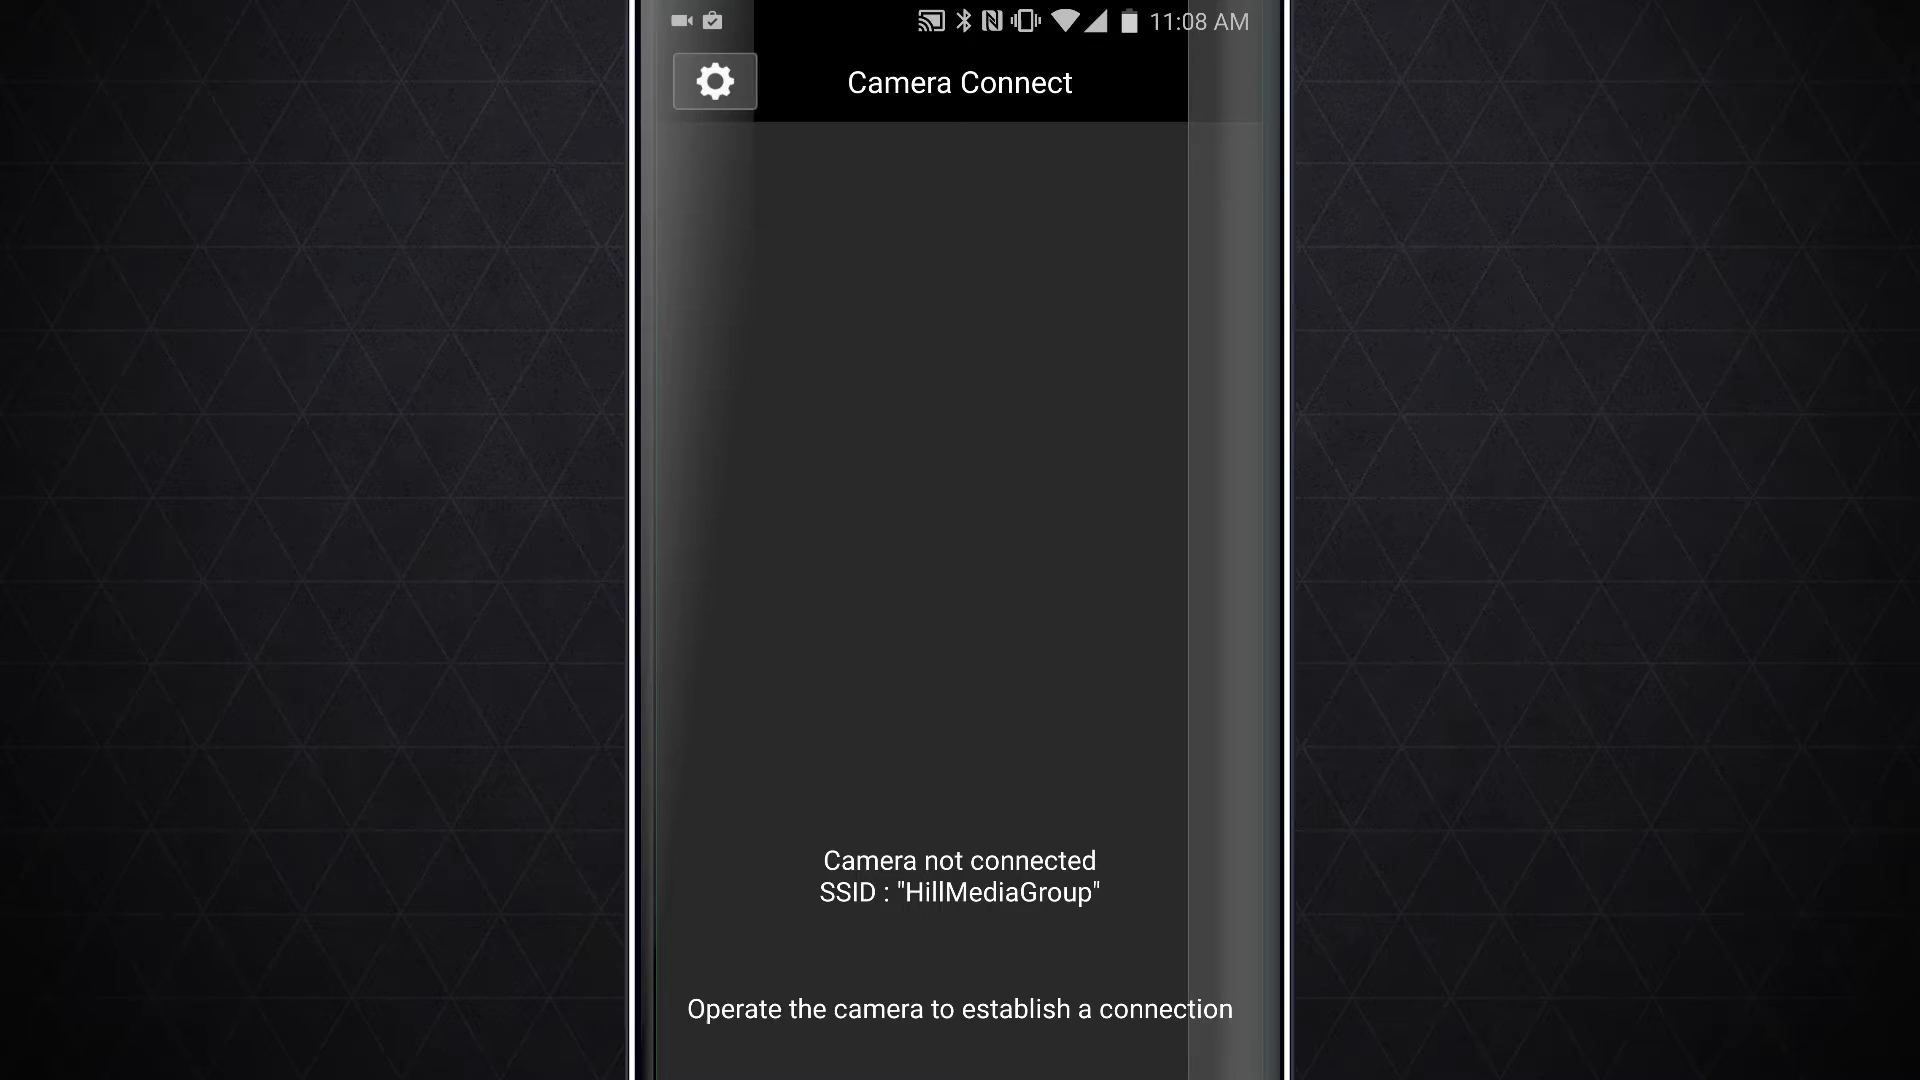 11:08 AM
Camera Connect
Camera not connected
SSID : "HillMediaGroup"
Operate the camera to establish a connection